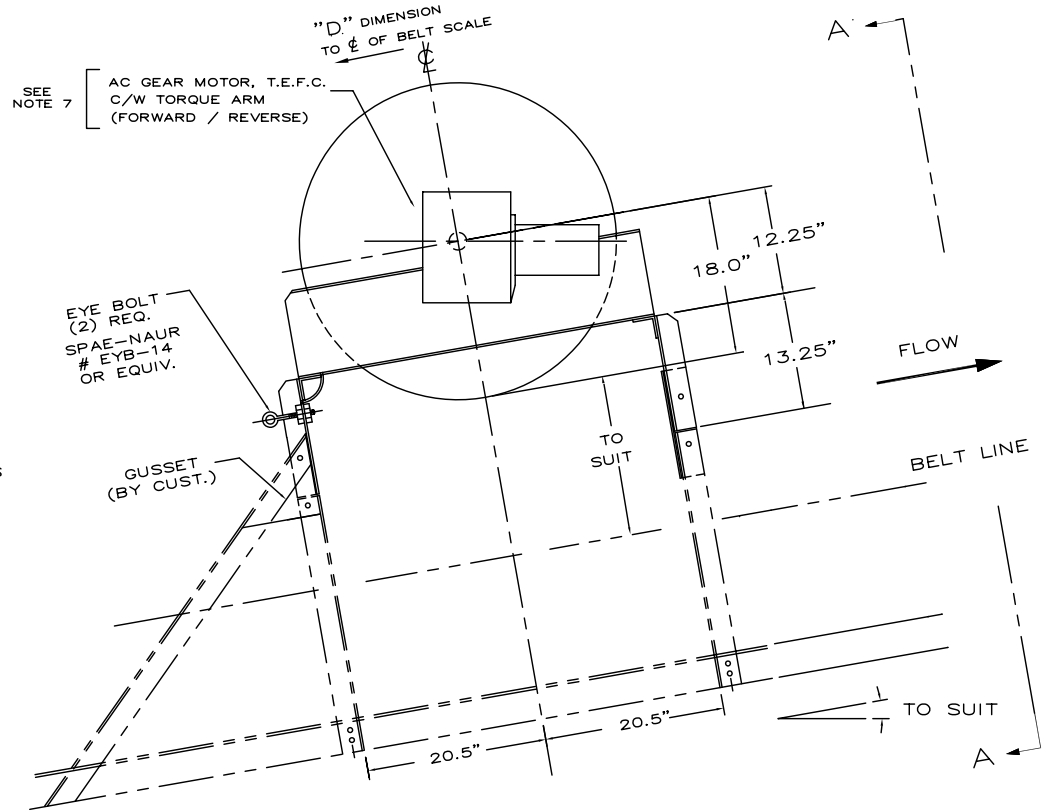 "D." DIMENSION
TO ℄ OF BELT SCALE
℄
A
SEE
NOTE 7
AC GEAR MOTOR, T.E.F.C.
C/W TORQUE ARM
(FORWARD / REVERSE)
12.25"
18.0"
EYE BOLT
(2) REQ.
SPAE-NAUR
# EYB-14
OR EQUIV.
13.25"
FLOW
TO
SUIT
BELT LINE
S
GUSSET
(BY CUST.)
20.5"
20.5"
TO SUIT
A